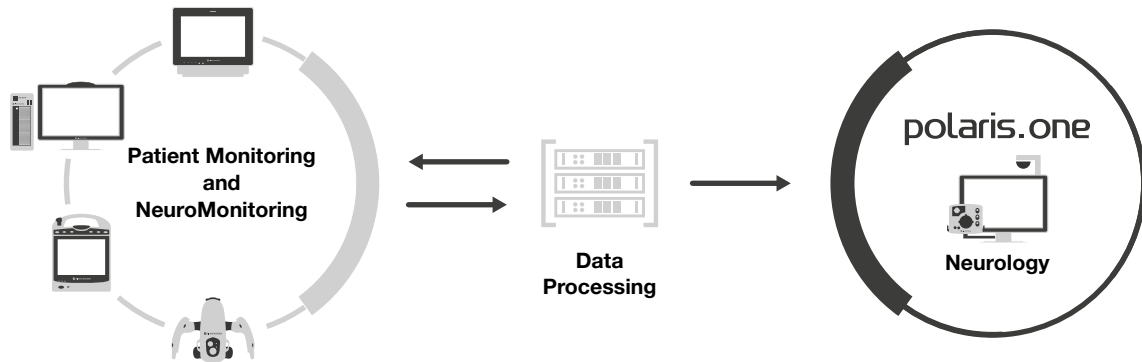 Patient Monitoring
and
NeuroMonitoring
Data
Processing
polaris.one
Neurology